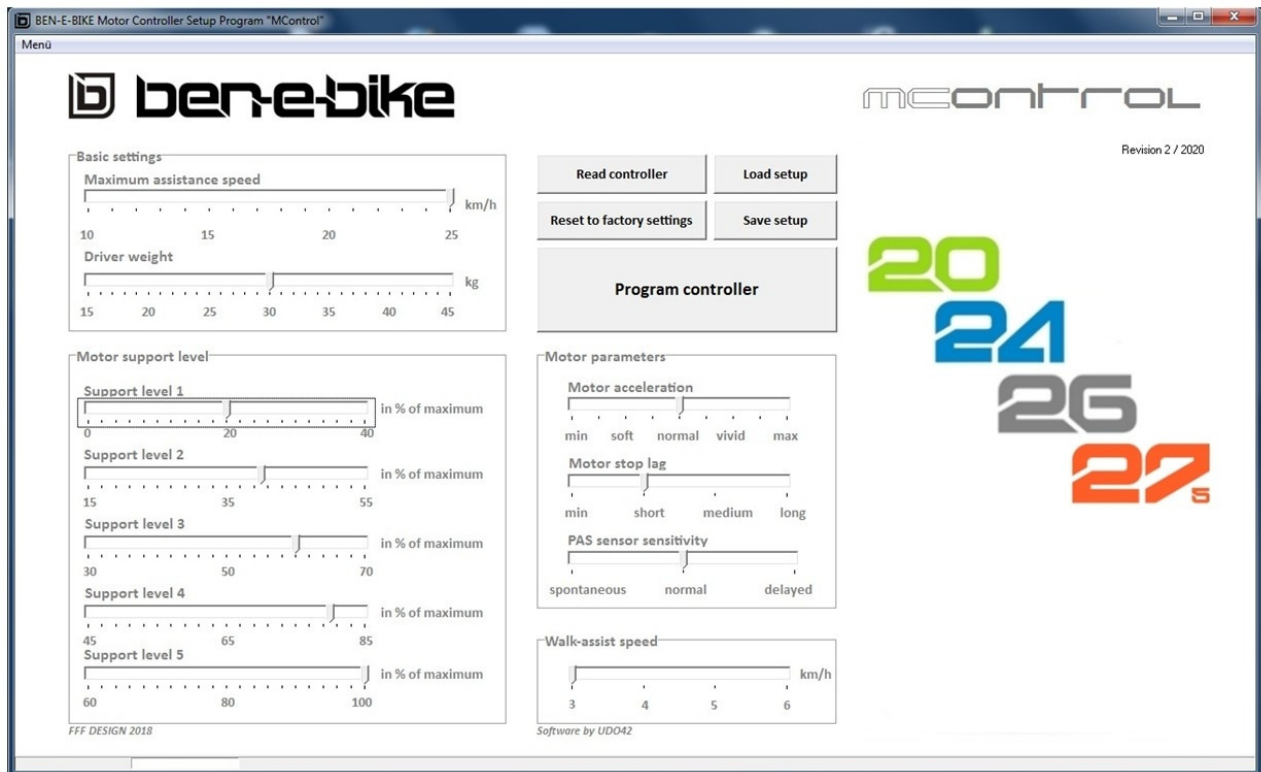 BEN-E-BIKE Motor Controller Setup Program "MControl"
Menü
ben-e-bike
mcontrol
Revision 2 / 2020
Basic settings
Maximum assistance speed
km/h
10 15 20 25
Driver weight
kg
15 20 25 30 35 40 45
Read controller
Load setup
Reset to factory settings
Save setup
Program controller
20
24
26
27 5
Motor support level
Support level 1
in % of maximum
0 20 40
Support level 2
in % of maximum
15 35 55
Support level 3
in % of maximum
30 50 70
Support level 4
in % of maximum
45 65 85
Support level 5
in % of maximum
60 80 100
Motor parameters
Motor acceleration
min soft normal vivid max
Motor stop lag
min short medium long
PAS sensor sensitivity
spontaneous normal delayed
Walk-assist speed
km/h
3 4 5 6
FFF DESIGN 2018
Software by UDO42